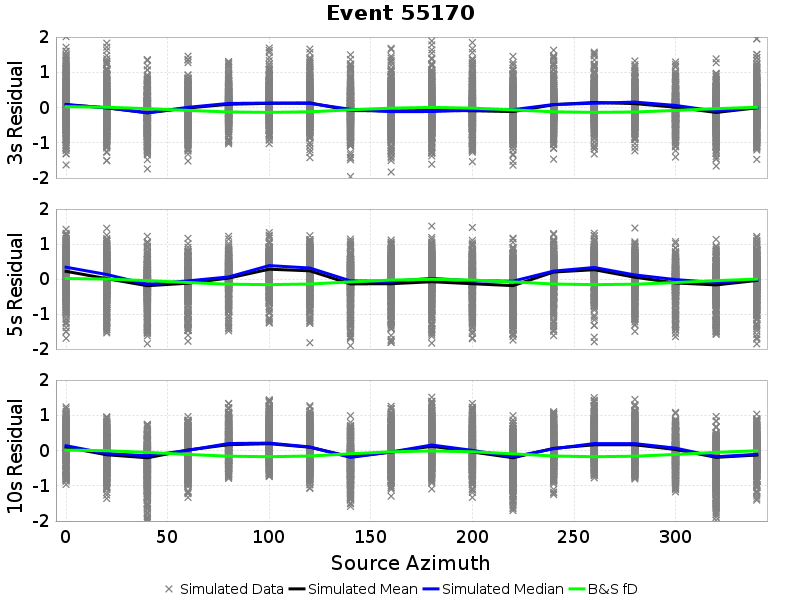 Event 55170
3s Residual
2
1
0
-1
-2
5s Residual
2
1
0
-1
-2
10s Residual
2
1
0
-1
-2
0 50 100 150 200 250 300
Source Azimuth
Simulated Data Simulated Mean Simulated Median B&S fD